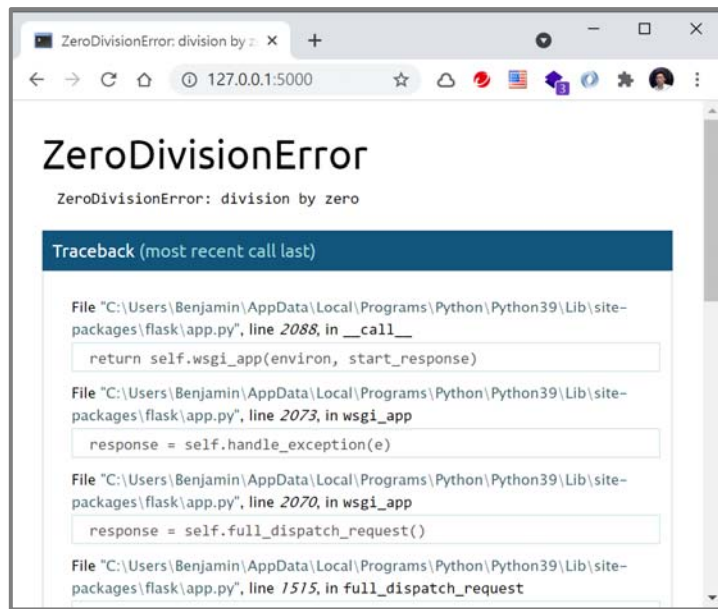 ZeroDivisionError: division by z
127.0.0.1:5000
3
ZeroDivisionError
ZeroDivisionError: division by zero
Traceback (most recent call last)
File "C:\Users\Benjamin\AppData\Local\Programs\Python\Python39\Lib\site-
packages\flask\app.py", line 2088, in __call__
return self.wsgi_app(environ, start_response)
File "C:\Users\Benjamin\AppData\Local\Programs\Python\Python39\Lib\site-
packages\flask\app.py", line 2073, in wsgi_app
response = self.handle_exception(e)
File "C:\Users\Benjamin\AppData\Local\Programs\Python\Python39\Lib\site-
packages\flask\app.py", line 2070, in wsgi_app
response = self.full_dispatch_request()
File "C:\Users\Benjamin\AppData\Local\Programs\Python\Python39\Lib\site-
packages\flask\app.py", line 1515, in full_dispatch_request